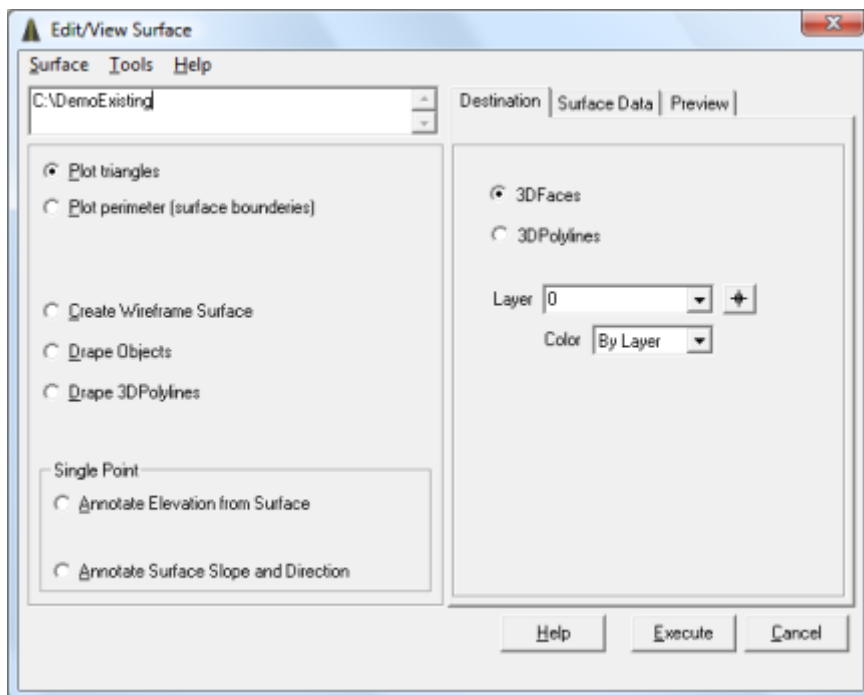 Edit/View Surface
Surface Tools Help
C:\DemoExisting
Destination Surface Data Preview
Plot triangles
Plot perimeter (surface bounderies)
Create Wireframe Surface
Drape Objects
Drape 3DPolylines
Single Point
Annotate Elevation from Surface
Annotate Surface Slope and Direction
3DFaces
3DPolylines
Layer 0
Color By Layer
Help Execute Cancel